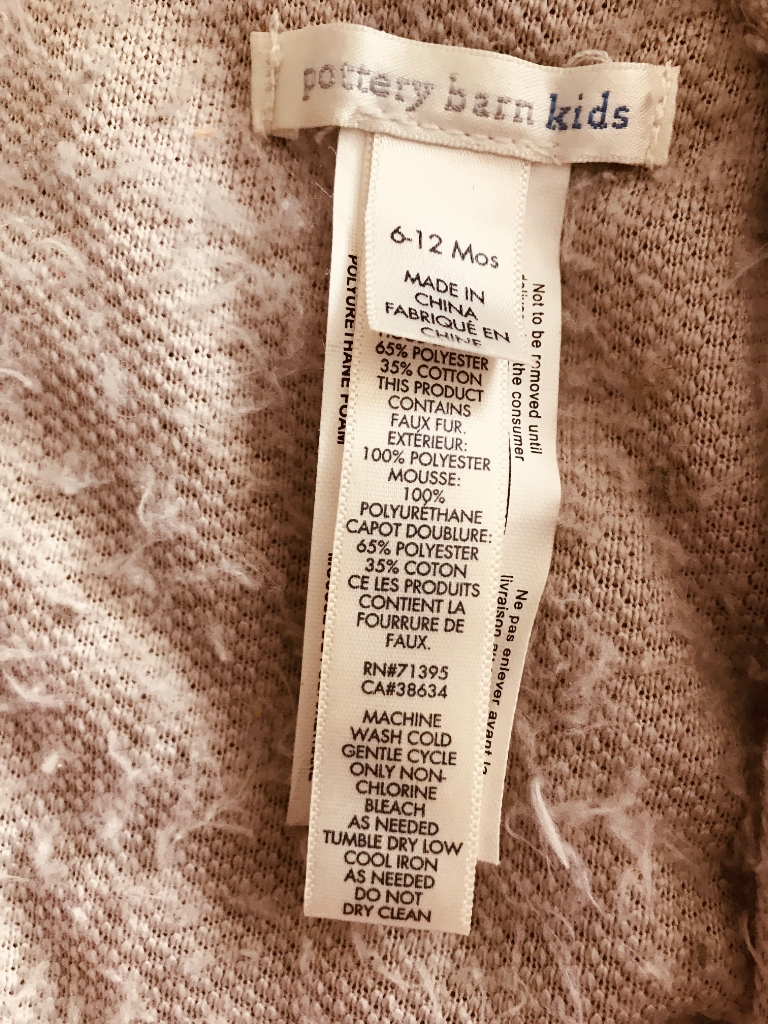 pottery barn kids
6-12 Mos
MADE IN
CHINA
FABRIQUÉ EN
CHINE
65% POLYESTER
35% COTTON
THIS PRODUCT
CONTAINS
FAUX FUR.
EXTÉRIEUR:
100% POLYESTER
MOUSSE:
100%
POLYURÉTHANE
CAPOT DOUBLURE:
65% POLYESTER
35% COTON
CE LES PRODUITS
CONTIENT LA
FOURRURE DE
FAUX.
RN#71395
CA#38634
MACHINE
WASH COLD
GENTLE CYCLE
ONLY NON-
CHLORINE
BLEACH
AS NEEDED
TUMBLE DRY LOW
COOL IRON
AS NEEDED
DO NOT
DRY CLEAN
POLYURETHANE FOAM
Not to be removed until
the consumer
Ne pas enlever avant la
livraison au